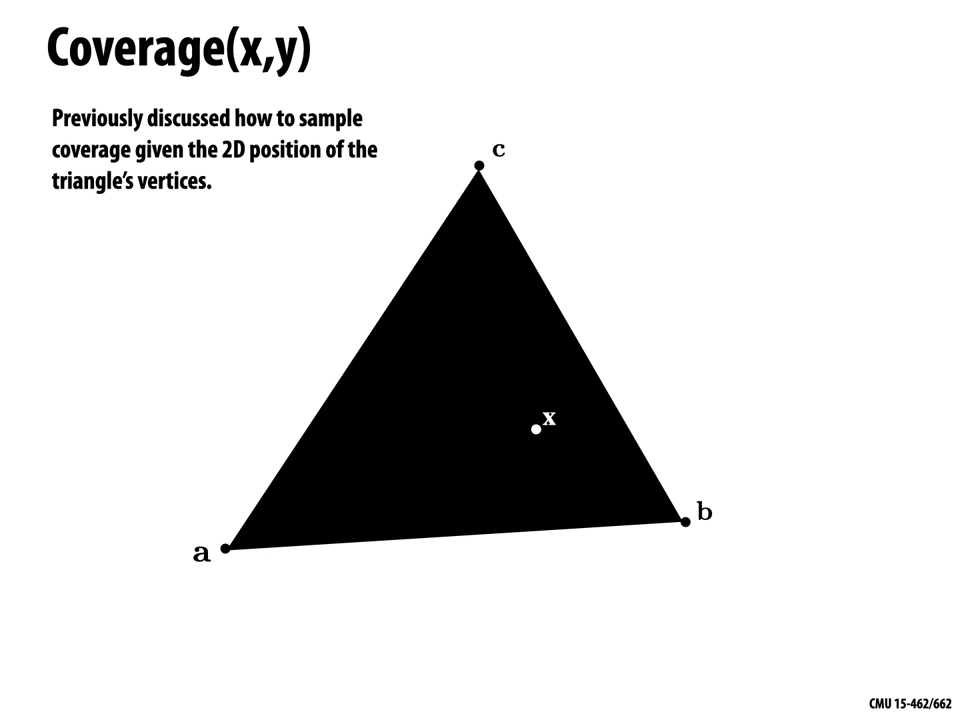 Coverage(x,y)
Previously discussed how to sample
coverage given the 2D position of the
triangle’s vertices.
c
x
b
a
CMU 15-462/662